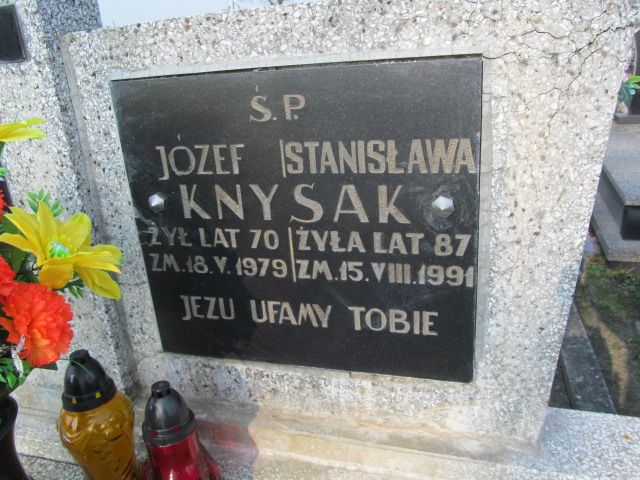 Ś.P.
JÓZEF | STANISŁAWA
KNYSAK
ŻYŁ LAT 70 | ŻYŁA LAT 87
ZM.18.V.1979 | ZM.15.VIII.1991
JEZU UFAMY TOBIE